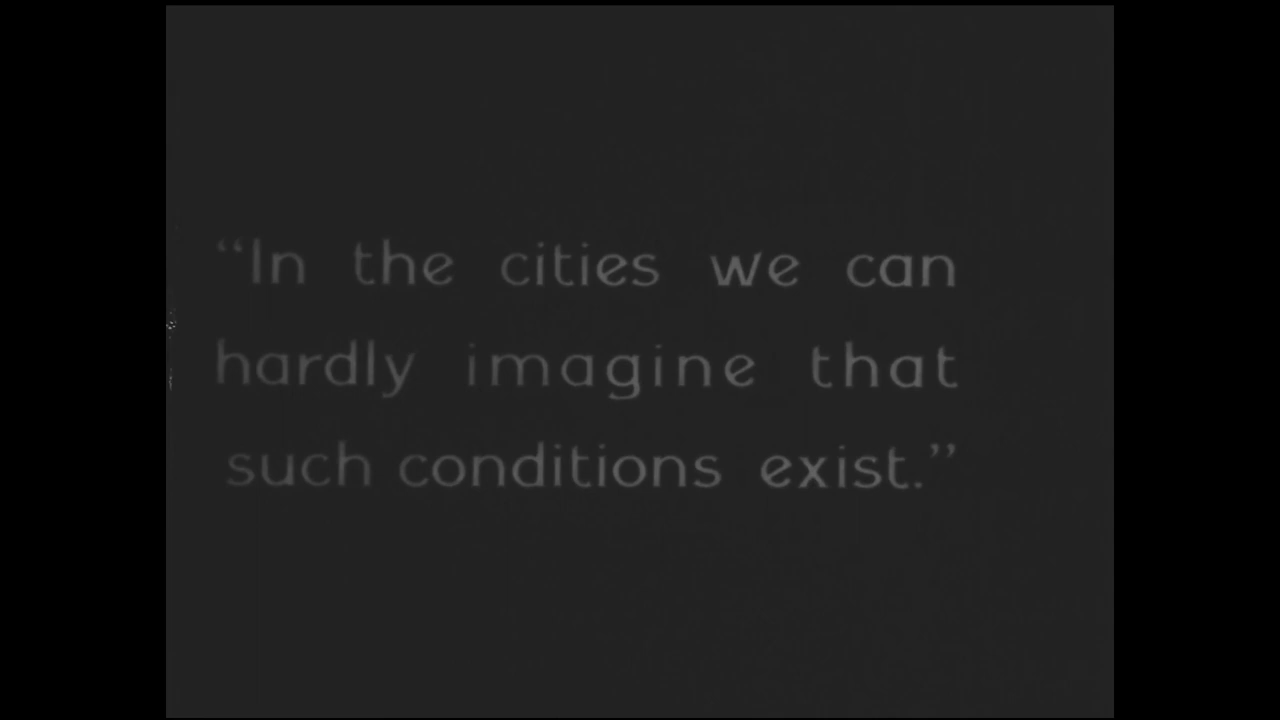 “In the cities we can
hardly imagine that
such conditions exist.”